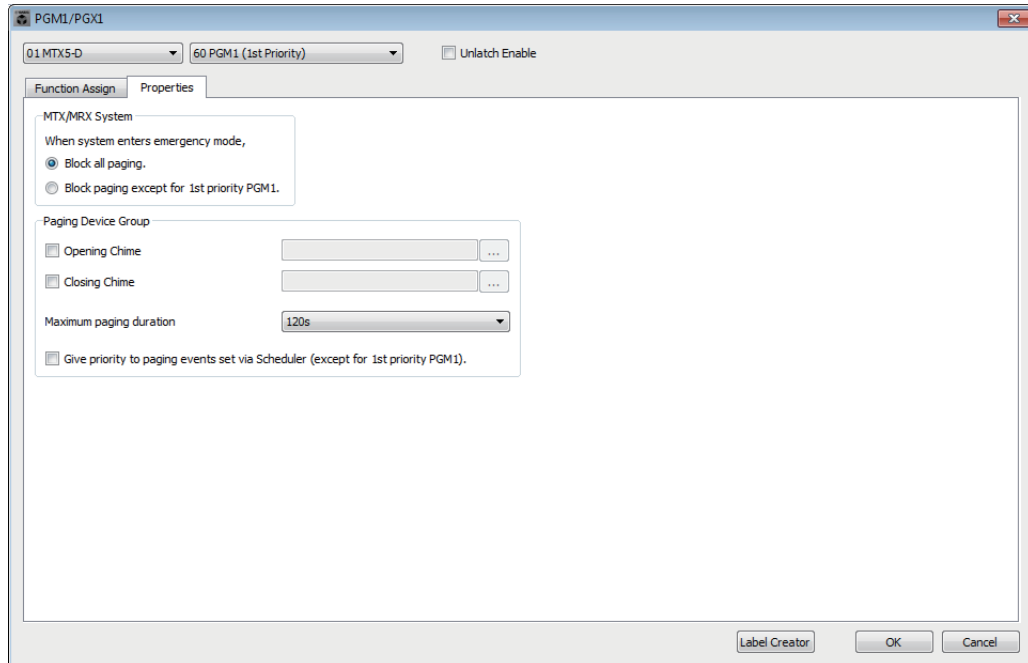 PGM1/PGX1
01 MTX5-D 60 PGM1 (1st Priority) Unlatch Enable
Function Assign Properties
MTX/MRX System
When system enters emergency mode,
Block all paging.
Block paging except for 1st priority PGM1.
Paging Device Group
Opening Chime ...
Closing Chime ...
Maximum paging duration 120s
Give priority to paging events set via Scheduler (except for 1st priority PGM1).
Label Creator OK Cancel